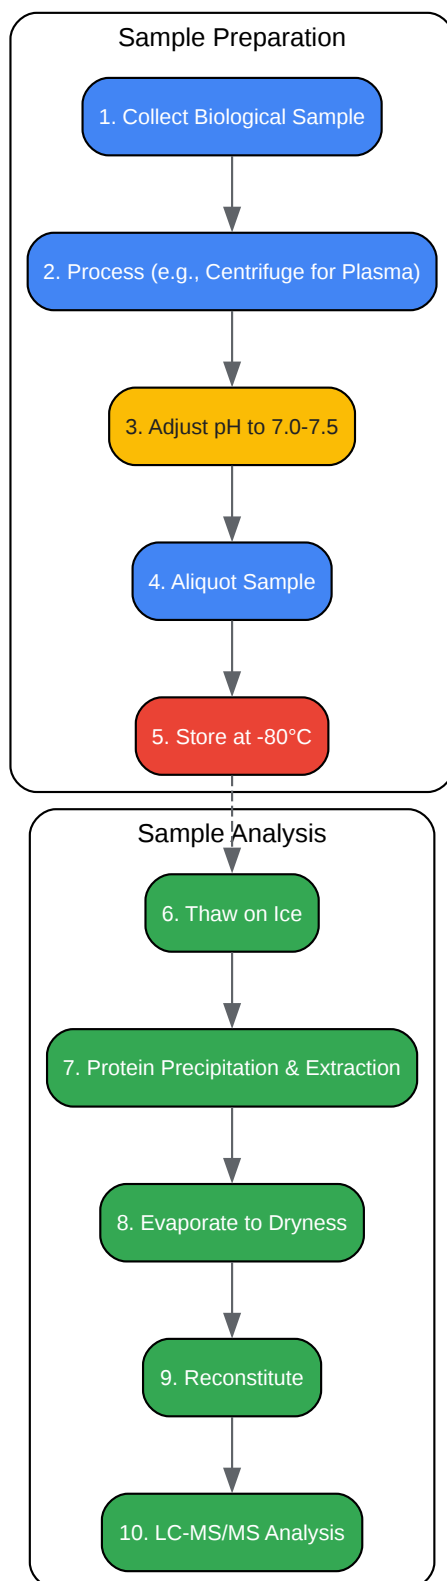 Sample Preparation
1. Collect Biological Sample
2. Process (e.g., Centrifuge for Plasma)
3. Adjust pH to 7.0-7.5
4. Aliquot Sample
5. Store at -80°C
Sample Analysis
6. Thaw on Ice
7. Protein Precipitation & Extraction
8. Evaporate to Dryness
9. Reconstitute
10. LC-MS/MS Analysis